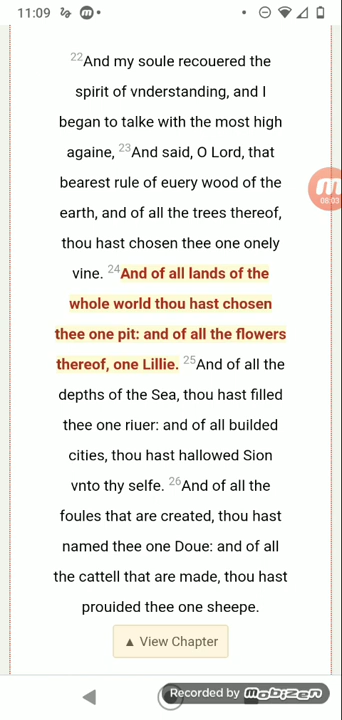 11:09
22And my soule recouered the
spirit of vnderstanding, and I
began to talke with the most high
againe, 23And said, O Lord, that
bearest rule of euery wood of the
earth, and of all the trees thereof,
thou hast chosen thee one onely
vine. 24And of all lands of the
whole world thou hast chosen
thee one pit: and of all the flowers
thereof, one Lillie. 25And of all the
depths of the Sea, thou hast filled
thee one riuer: and of all builded
cities, thou hast hallowed Sion
vnto thy selfe. 26And of all the
foules that are created, thou hast
named thee one Doue: and of all
the cattell that are made, thou hast
prouided thee one sheepe.
▲ View Chapter
m
08:03
Recorded by mobizen